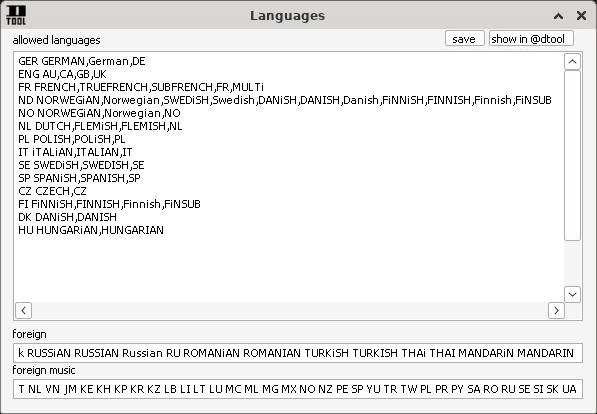 TOOL
Languages
allowed languages
save
show in @dtool
GER GERMAN,German,DE
ENG AU,CA,GB,UK
FR FRENCH,TRUEFRENCH,SUBFRENCH,FR,MULTi
ND NORWEGiAN,Norwegian,SWEDiSH,Swedish,DANiSH,DANISH,Danish,FiNNiSH,FINNISH,Finnish,FiNSUB
NO NORWEGiAN,Norwegian,NO
NL DUTCH,FLEMiSH,FLEMISH,NL
PL POLISH,POLiSH,PL
IT iTALiAN,ITALIAN,IT
SE SWEDiSH,SWEDISH,SE
SP SPANiSH,SPANISH,SP
CZ CZECH,CZ
FI FiNNiSH,FINNISH,Finnish,FiNSUB
DK DANiSH,DANISH
HU HUNGARiAN,HUNGARIAN
foreign
k RUSSiAN RUSSIAN Russian RU ROMANiAN ROMANIAN TURKiSH TURKISH THAi THAI MANDARiN MANDARIN
foreign music
T NL VN JM KE KH KP KR KZ LB LI LT LU MC ML MG MX NO NZ PE SP YU TR TW PL PR PY SA RO RU SE SI SK UA